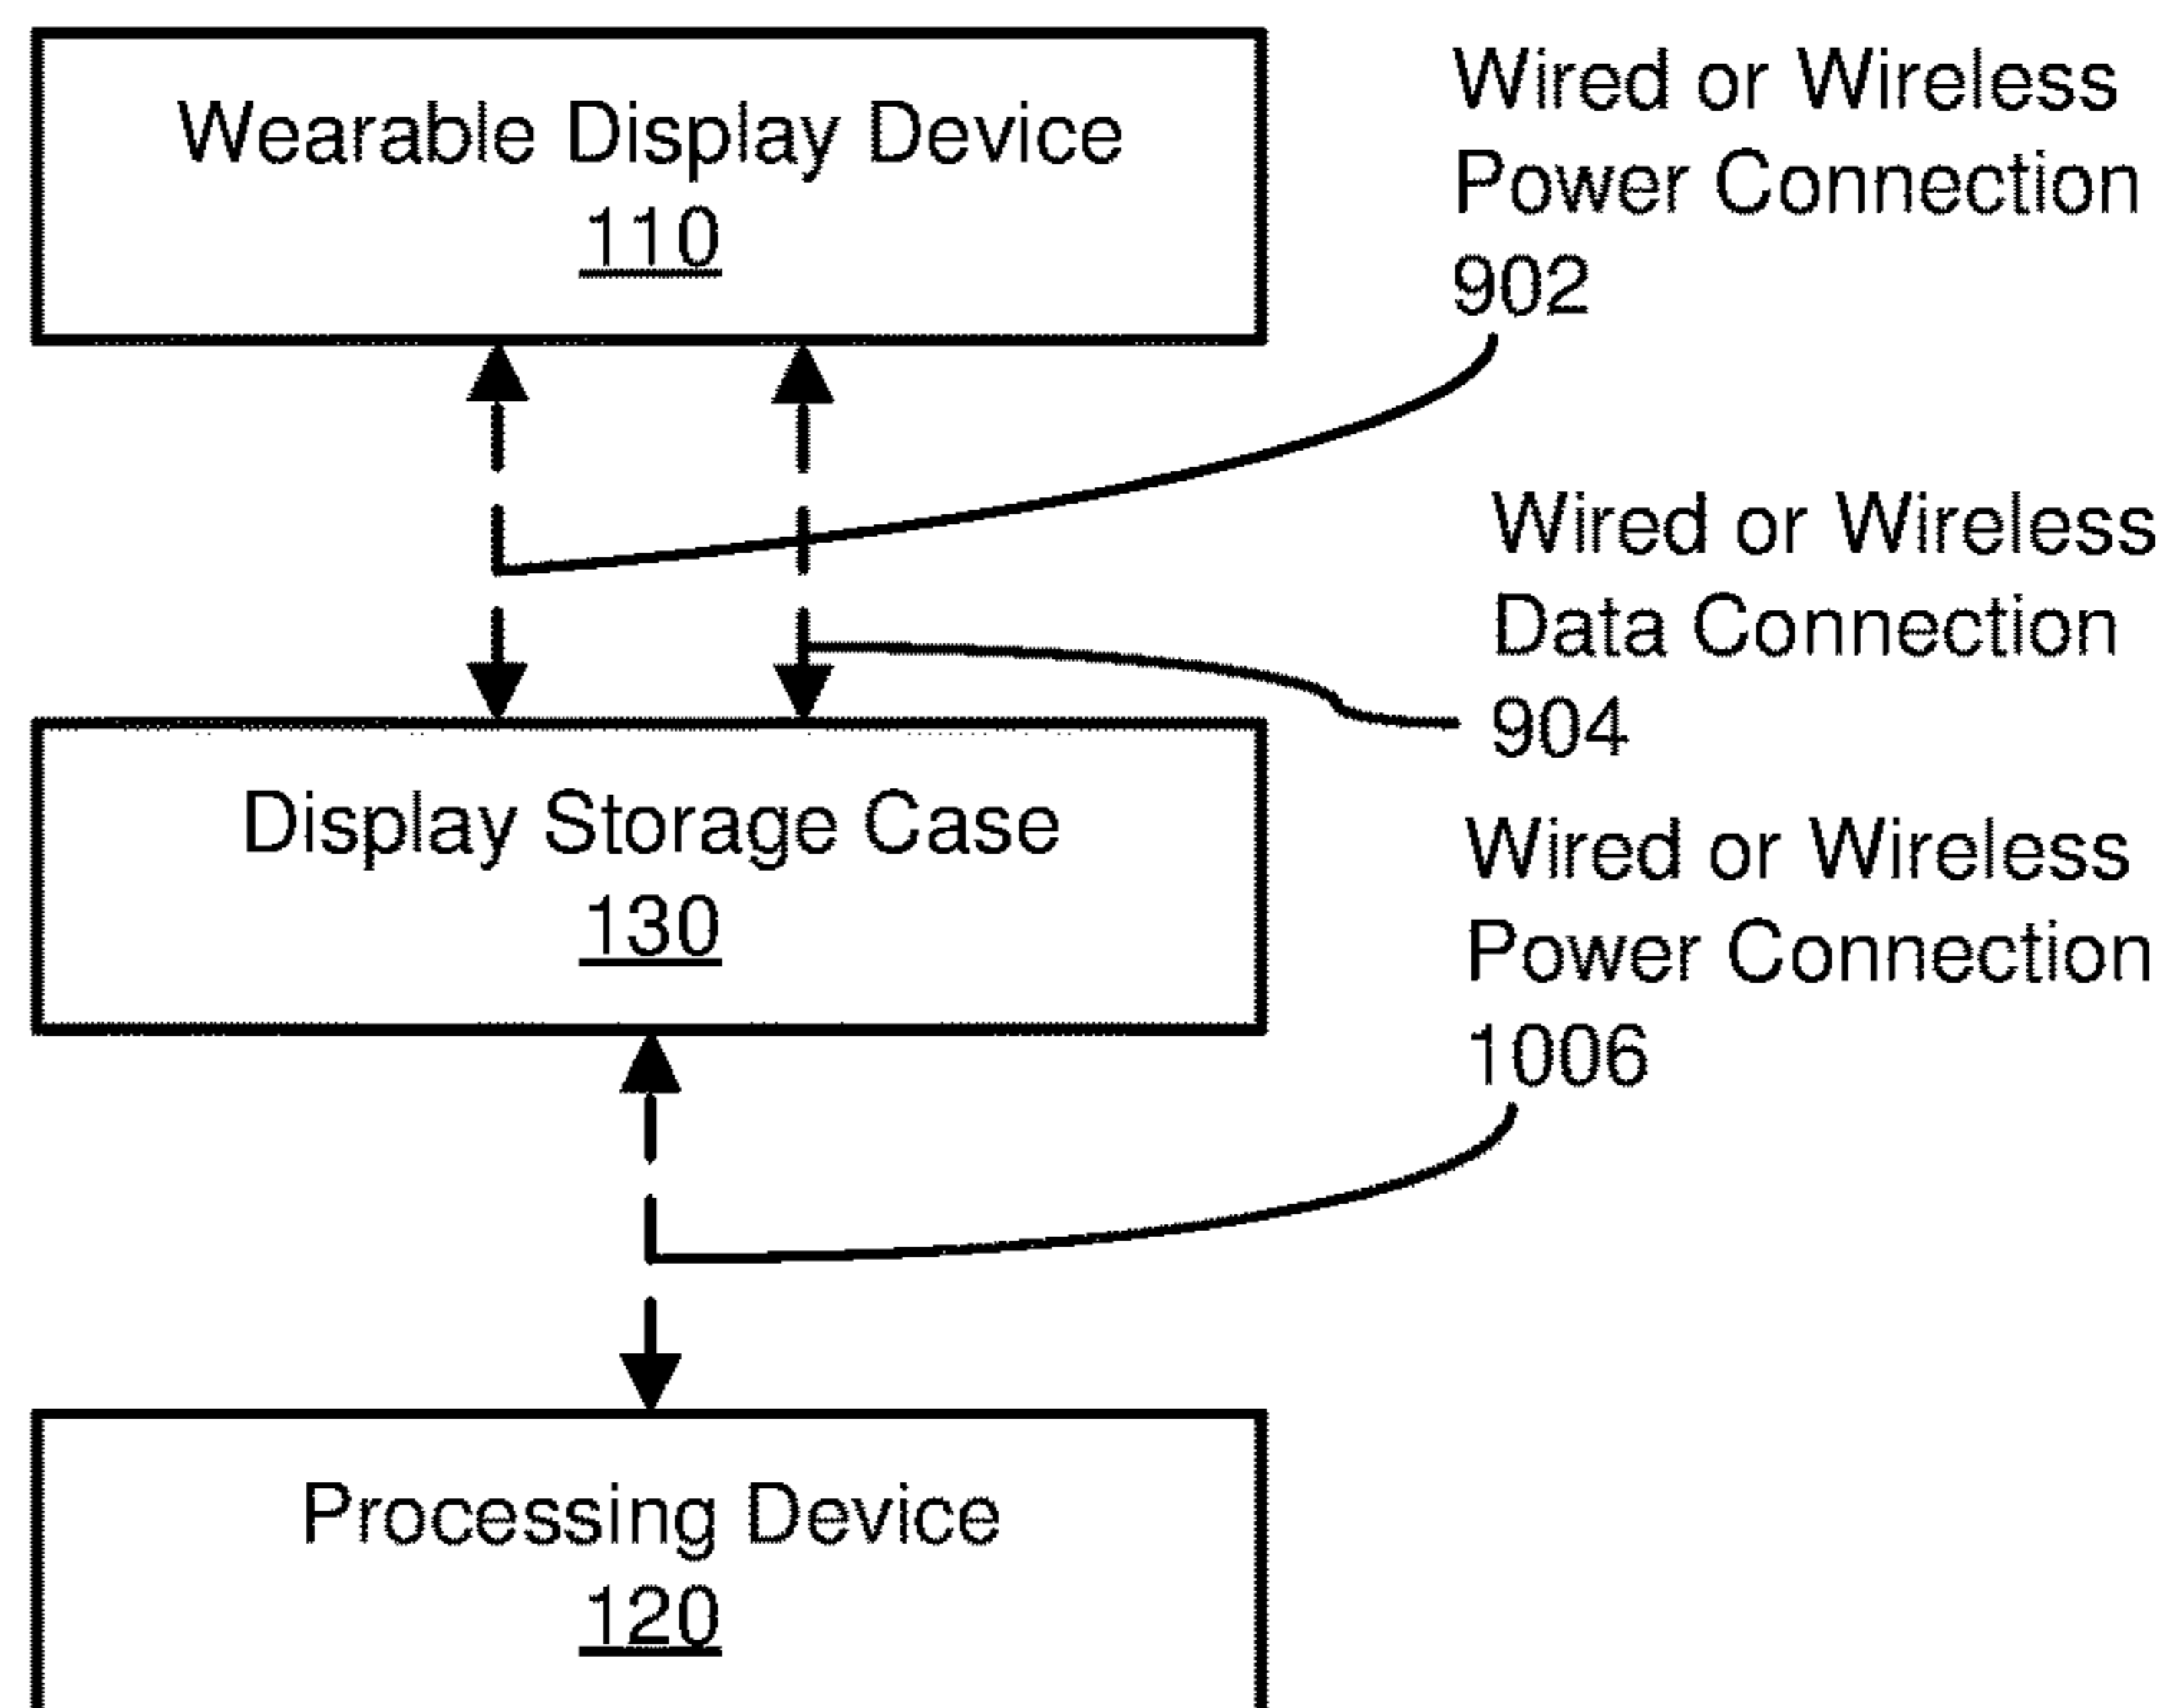 Wearable Display Device
110
Wired or Wireless
Power Connection
902
Wired or Wireless
Data Connection
904
Display Storage Case
130
Wired or Wireless
Power Connection
1006
Processing Device
120